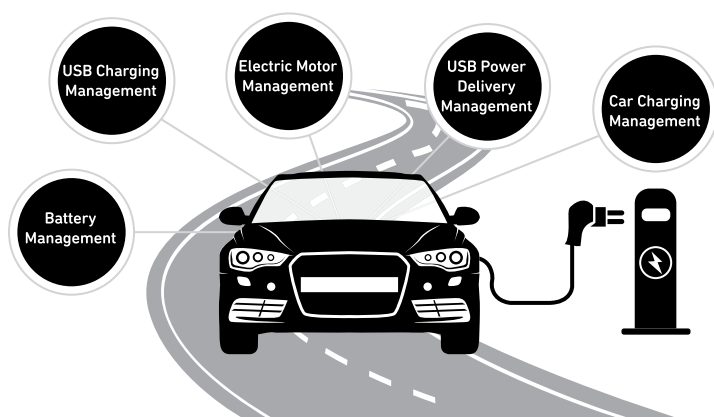 USB Charging
Management
Electric Motor
Management
USB Power
Delivery
Management
Car Charging
Management
Battery
Management